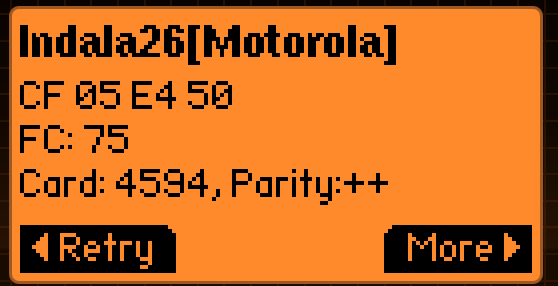 Indala26[Motorola]
CF 05 E4 50
FC: 75
Card: 4594, Parity:++
Retry
More